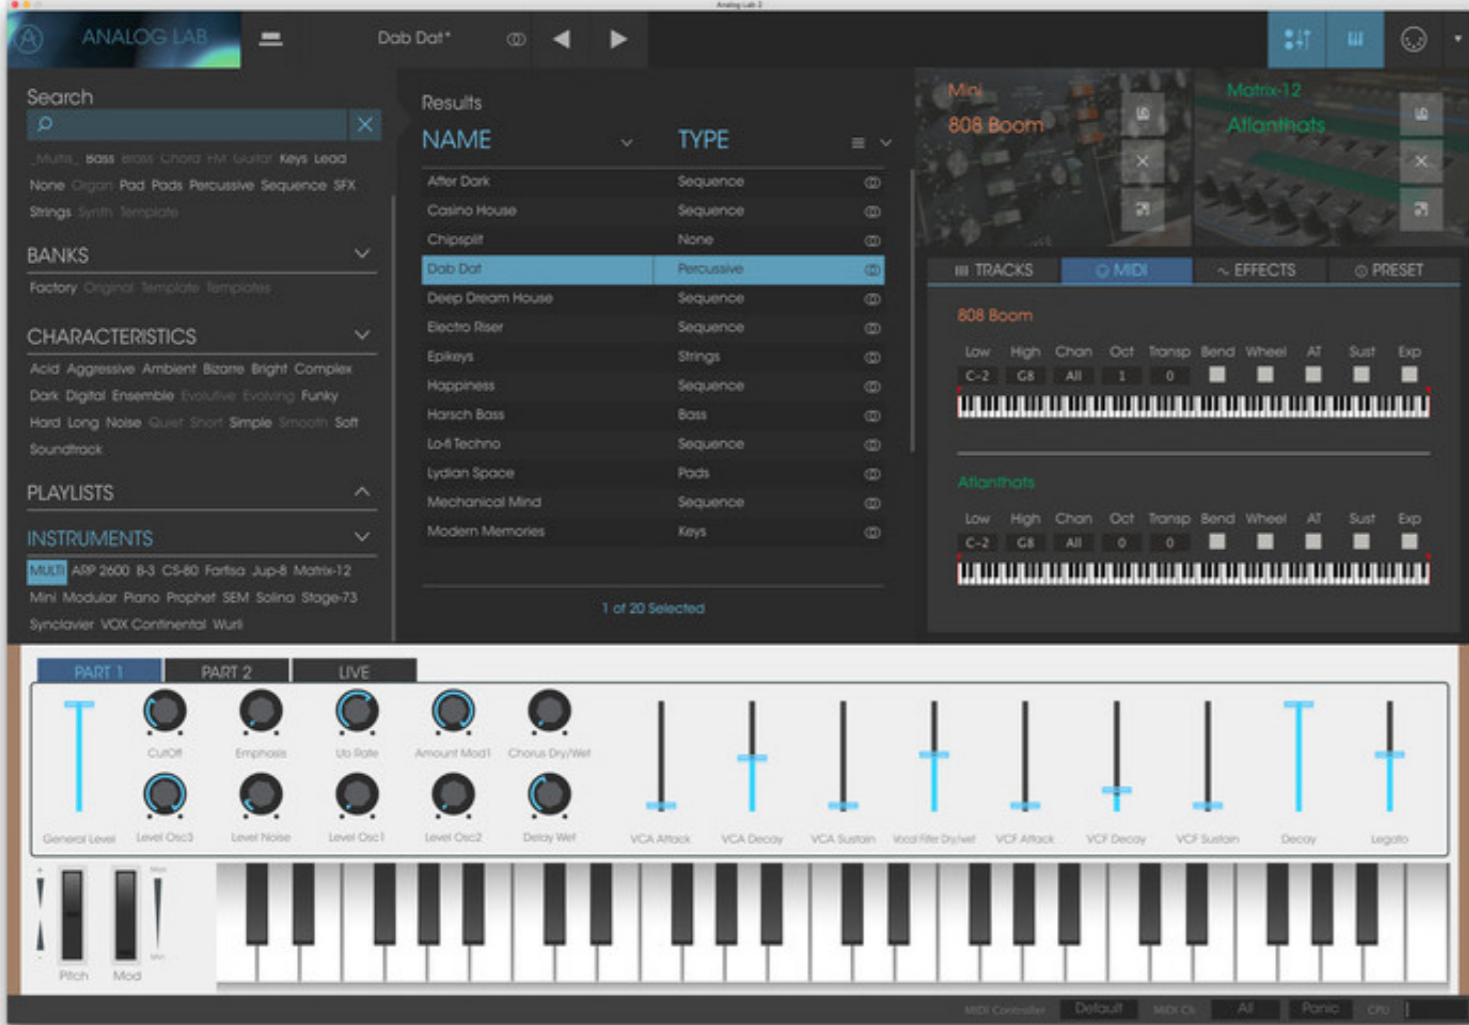 Analog Lab 2
ANALOG LAB
Dab Dat*
Search
_Multis_ Bass Brass Chord FM Guitar Keys Lead
None Organ Pad Pads Percussive Sequence SFX
Strings Synth Template
BANKS
Factory Original Template Templates
CHARACTERISTICS
Acid Aggressive Ambient Bizarre Bright Complex
Dark Digital Ensemble Evolutive Evolving Funky
Hard Long Noise Quiet Short Simple Smooth Soft
Soundtrack
PLAYLISTS
INSTRUMENTS
MULTI ARP 2600 B-3 CS-80 Farfisa Jup-8 Matrix-12
Mini Modular Piano Prophet SEM Solina Stage-73
Synclavier VOX Continental Wurli
Results
NAME TYPE
After Dark Sequence
Casino House Sequence
Chipsplit None
Dab Dat Percussive
Deep Dream House Sequence
Electro Riser Sequence
Epikeys Strings
Happiness Sequence
Harsch Bass Bass
Lo-fi Techno Sequence
Lydian Space Pads
Mechanical Mind Sequence
Modern Memories Keys
1 of 20 Selected
Mini
808 Boom
Matrix-12
Atlanthats
TRACKS MIDI EFFECTS PRESET
808 Boom
Low High Chan Oct Transp Bend Wheel AT Sust Exp
C-2 G8 All 1 0
Atlanthats
Low High Chan Oct Transp Bend Wheel AT Sust Exp
C-2 G8 All 0 0
PART 1 PART 2 LIVE
CutOff Emphasis Lfo Rate Amount Mod1 Chorus Dry/Wet
General Level Level Osc3 Level Noise Level Osc1 Level Osc2 Delay Wet VCA Attack VCA Decay VCA Sustain Vocal Filter Dry/wet VCF Attack VCF Decay VCF Sustain Decay Legato
+ Max
- Min
Pitch Mod
MIDI Controller Default MIDI Ch. All Panic CPU